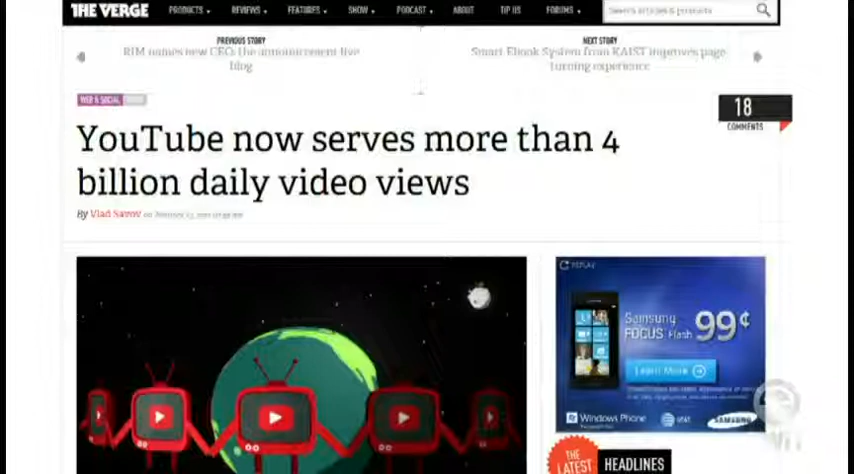 THE VERGE PRODUCTS REVIEWS FEATURES SHOW PODCAST ABOUT TIP US FORUMS Search articles & products
PREVIOUS STORY
RIM names new CEO: the announcement live
blog
NEXT STORY
Smart Ebook System from KAIST improves page
turning experience
WEB & SOCIAL
18
COMMENTS
YouTube now serves more than 4
billion daily video views
By Vlad Savov on
REPLAY
Samsung
FOCUS Flash 99¢
Learn More
Windows Phone AT&T SAMSUNG
THE
LATEST
HEADLINES